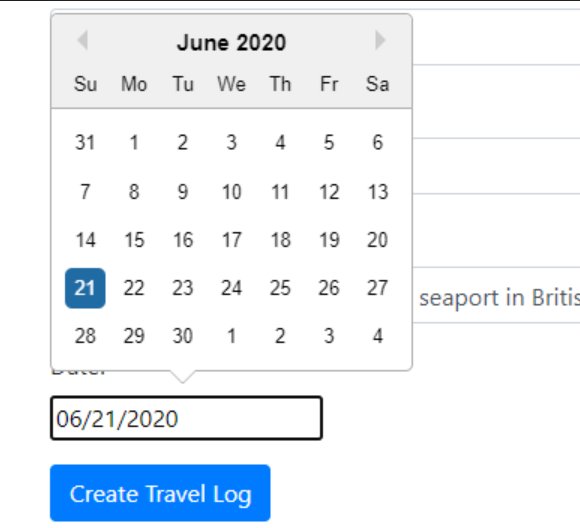 June 2020
Su Mo Tu We Th Fr Sa
31 1 2 3 4 5 6
7 8 9 10 11 12 13
14 15 16 17 18 19 20
21 22 23 24 25 26 27
seaport in Britis
28 29 30 1 2 3 4
Date:
06/21/2020
Create Travel Log